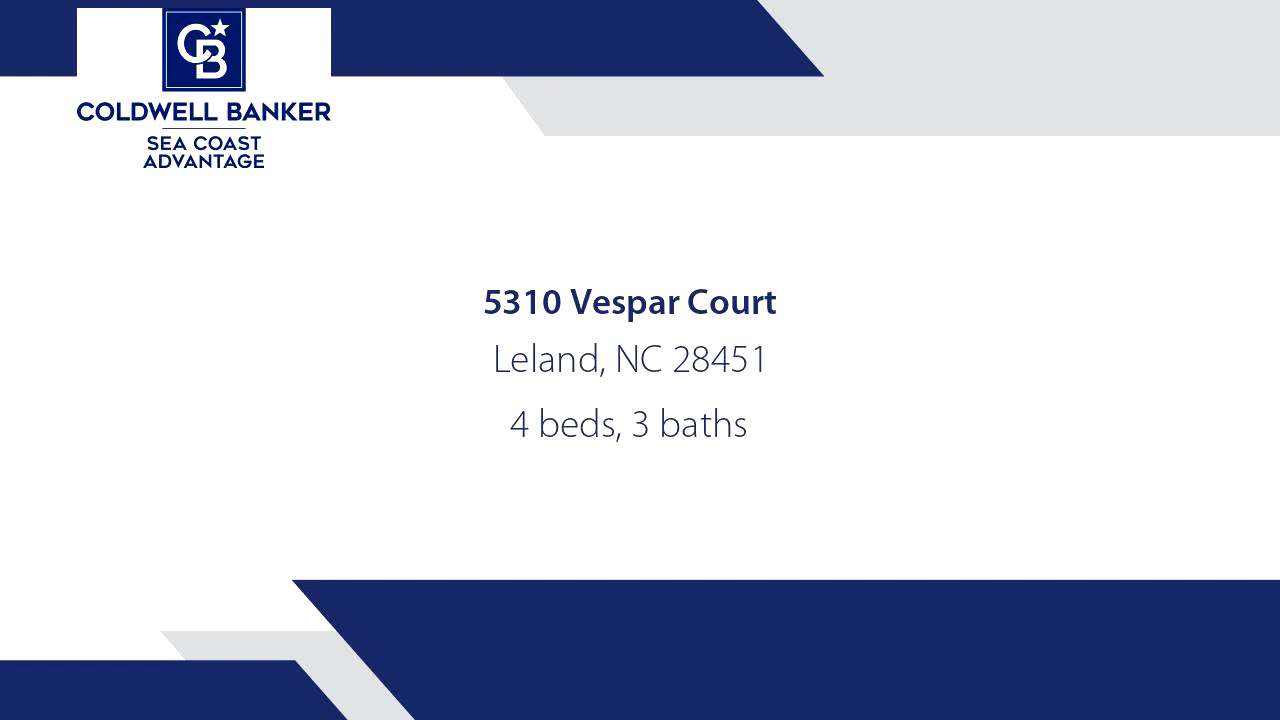 CB
COLDWELL BANKER
SEA COAST
ADVANTAGE
5310 Vespar Court
Leland, NC 28451
4 beds, 3 baths